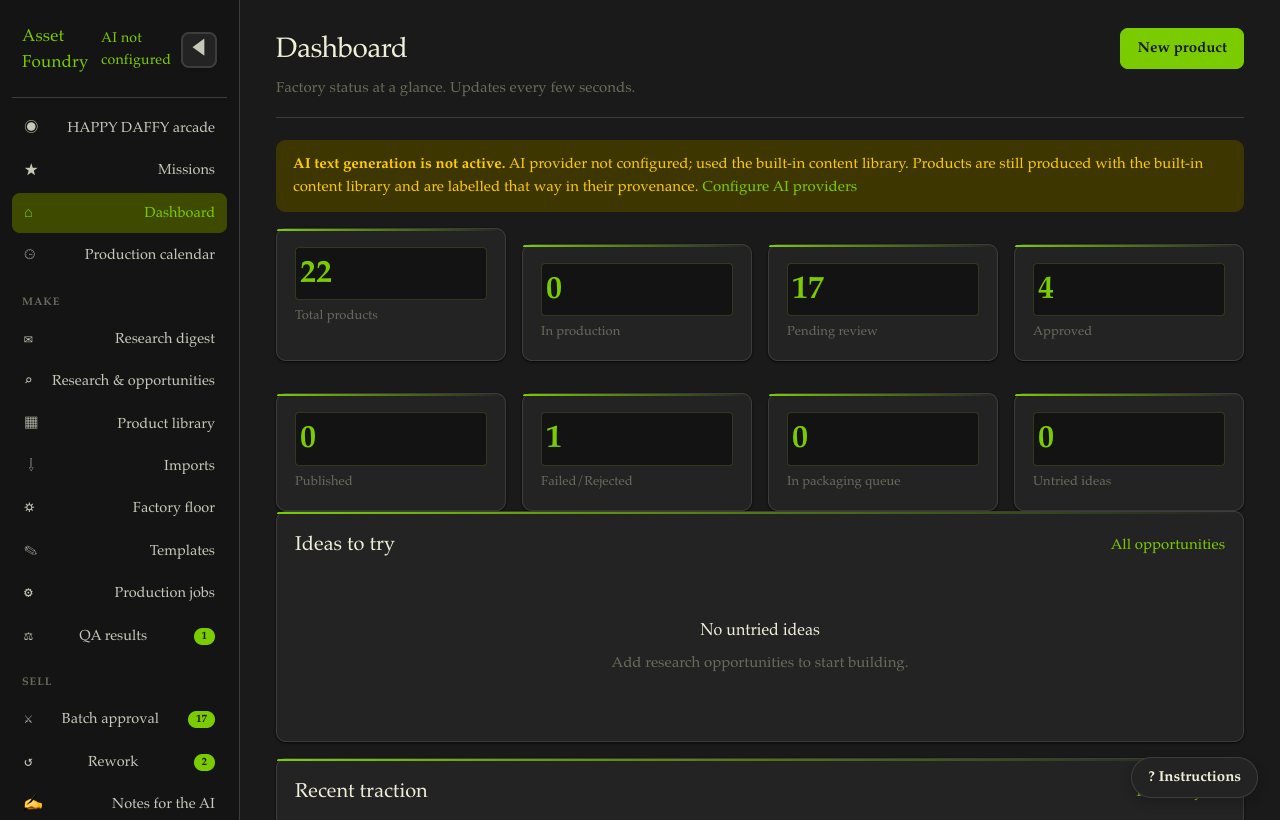 Asset
Foundry
AI not
configured
HAPPY DAFFY arcade
Missions
Dashboard
Production calendar
MAKE
Research digest
Research & opportunities
Product library
Imports
Factory floor
Templates
Production jobs
QA results 1
SELL
Batch approval 17
Rework 2
Notes for the AI
Dashboard
New product
Factory status at a glance. Updates every few seconds.
AI text generation is not active. AI provider not configured; used the built-in content library. Products are still produced with the built-in
content library and are labelled that way in their provenance. Configure AI providers
22
Total products
0
In production
17
Pending review
4
Approved
0
Published
1
Failed/Rejected
0
In packaging queue
0
Untried ideas
Ideas to try
All opportunities
No untried ideas
Add research opportunities to start building.
Recent traction
? Instructions